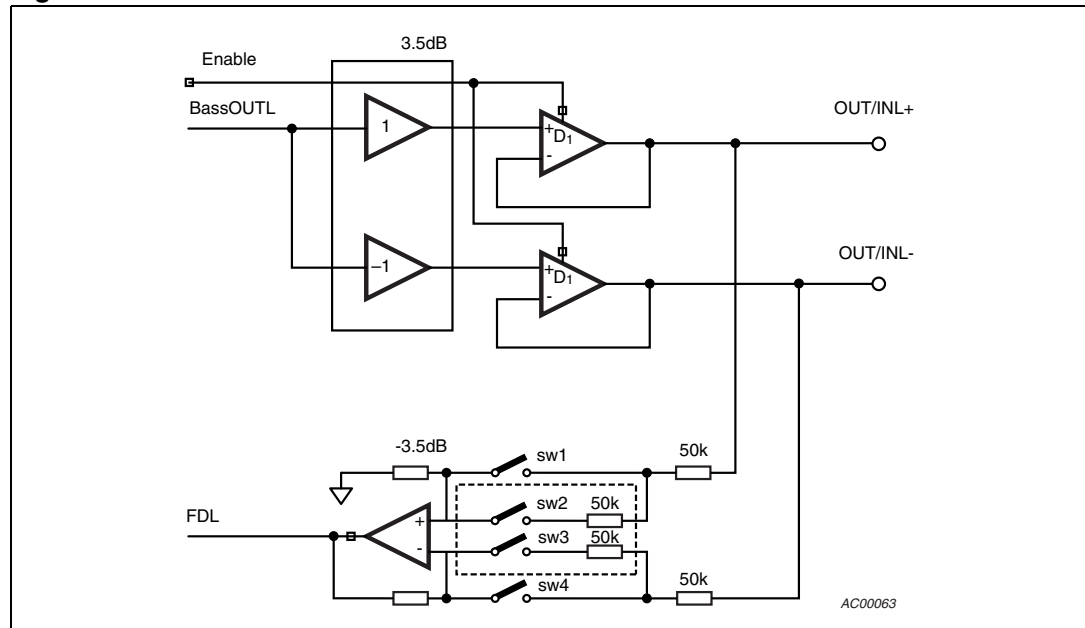 3.5dB
Enable
BassOUTL
1
+
D1
-
OUT/INL+
−1
+
D1
-
OUT/INL-
-3.5dB
sw1
50k
sw2
50k
FDL
+
-
sw3
50k
sw4
50k
AC00063